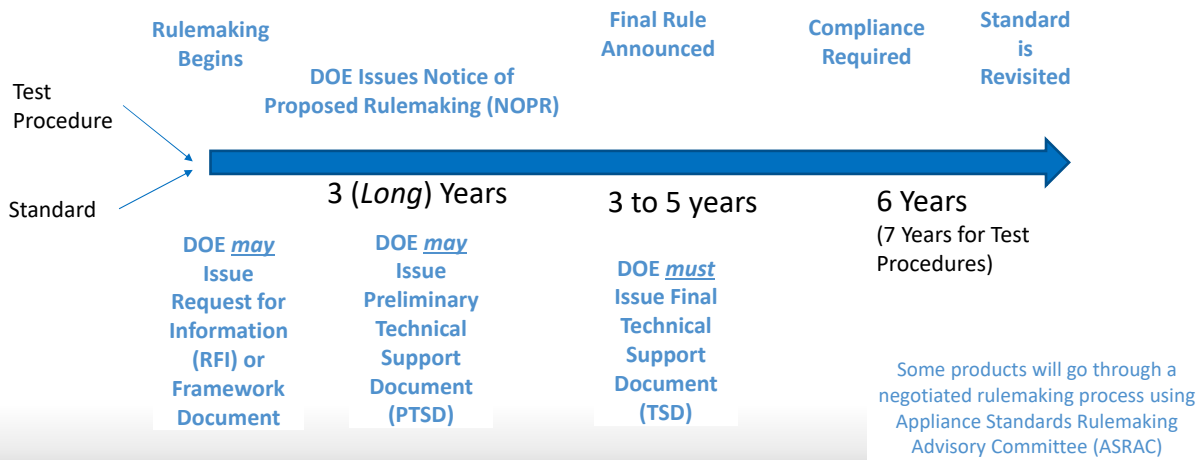 Rulemaking
Begins
DOE Issues Notice of
Proposed Rulemaking (NOPR)
Final Rule
Announced
Compliance
Required
Standard
is
Revisited
Test
Procedure
Standard
3 (Long) Years
3 to 5 years
6 Years
(7 Years for Test
Procedures)
DOE may
Issue
Request for
Information
(RFI) or
Framework
Document
DOE may
Issue
Preliminary
Technical
Support
Document
(PTSD)
DOE must
Issue Final
Technical
Support
Document
(TSD)
Some products will go through a
negotiated rulemaking process using
Appliance Standards Rulemaking
Advisory Committee (ASRAC)